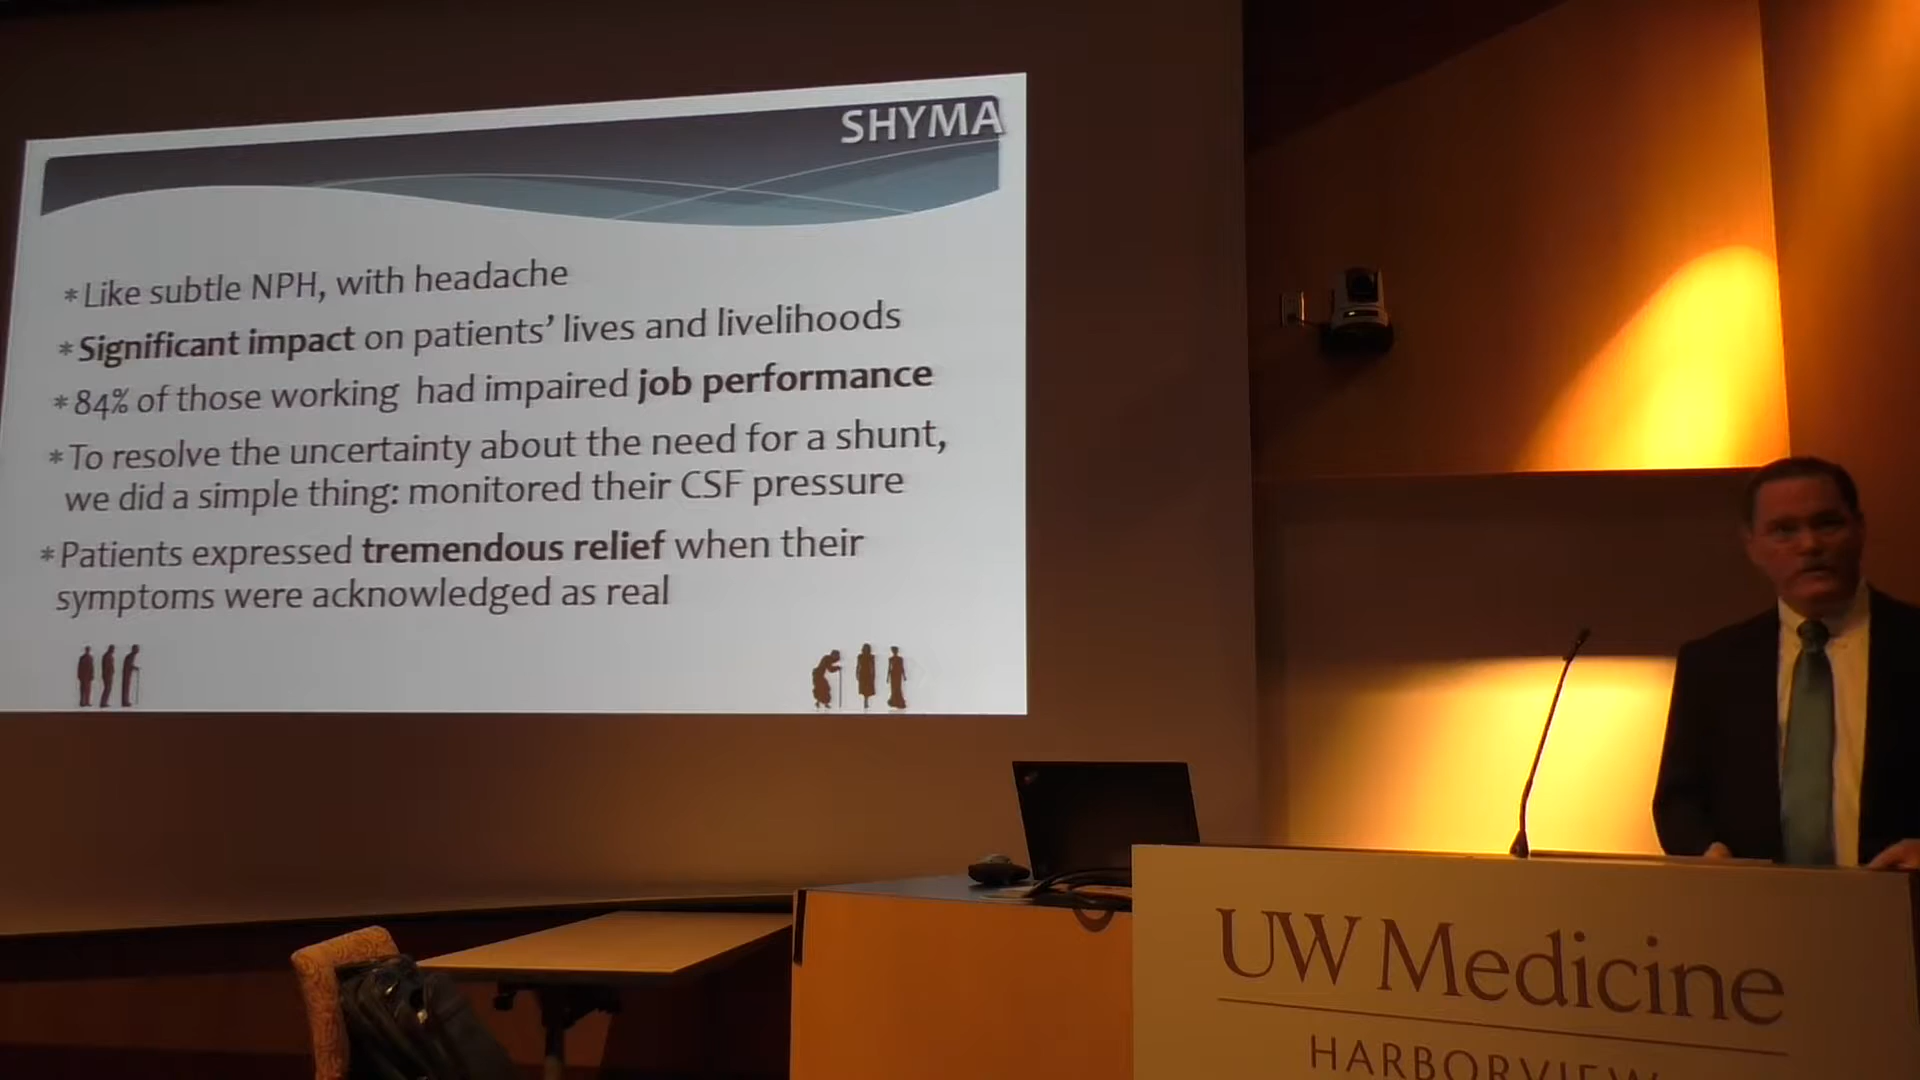 SHYMA
*Like subtle NPH, with headache
*Significant impact on patients' lives and livelihoods
*84% of those working had impaired job performance
*To resolve the uncertainty about the need for a shunt,
we did a simple thing: monitored their CSF pressure
*Patients expressed tremendous relief when their
symptoms were acknowledged as real
UW Medicine
HARBORVIEW